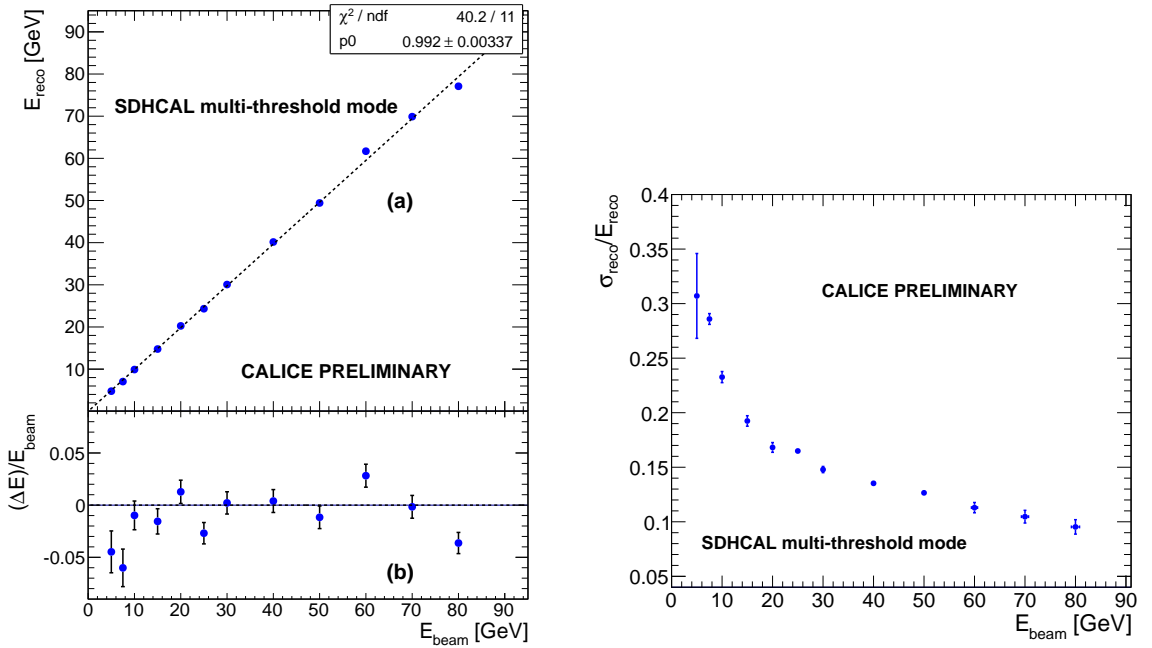 χ² / ndf 40.2 / 11
p0 0.992 ± 0.00337
E_reco [GeV]
90
80
70
60
50
40
30
20
10
SDHCAL multi-threshold mode
(a)
CALICE PRELIMINARY
(ΔE)/E_beam
0.05
0
-0.05
(b)
0 10 20 30 40 50 60 70 80 90
E_beam [GeV]
σ_reco/E_reco
0.4
0.35
0.3
0.25
0.2
0.15
0.1
0.05
CALICE PRELIMINARY
SDHCAL multi-threshold mode
0 10 20 30 40 50 60 70 80 90
E_beam [GeV]